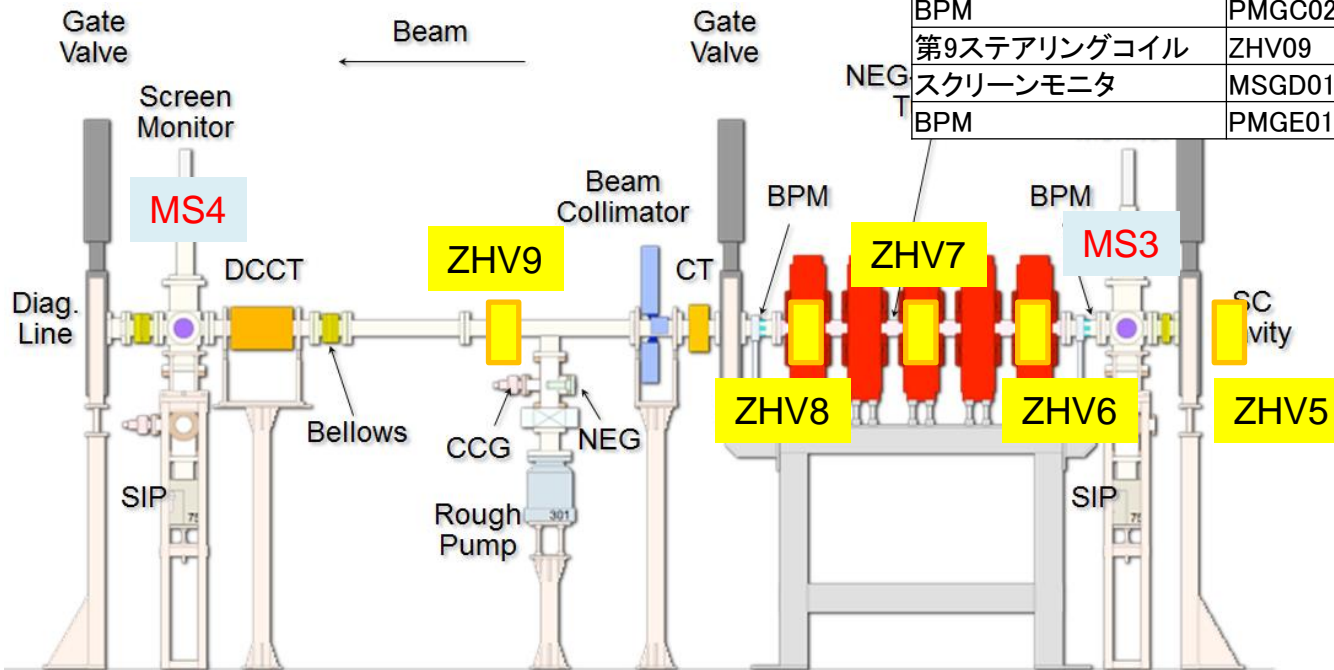 Gate
Valve
Beam
Gate
Valve
BPM PMGC02
第9ステアリングコイル ZHV09
スクリーンモニタ MSGD01
BPM PMGE01
NEG
Screen
Monitor
MS4
Beam
Collimator
BPM
BPM
MS3
ZHV9
ZHV7
DCCT
CT
Diag.
Line
SC
ZHV8
ZHV6
ZHV5
Bellows
CCG
NEG
SIP
SIP
Rough
Pump
301